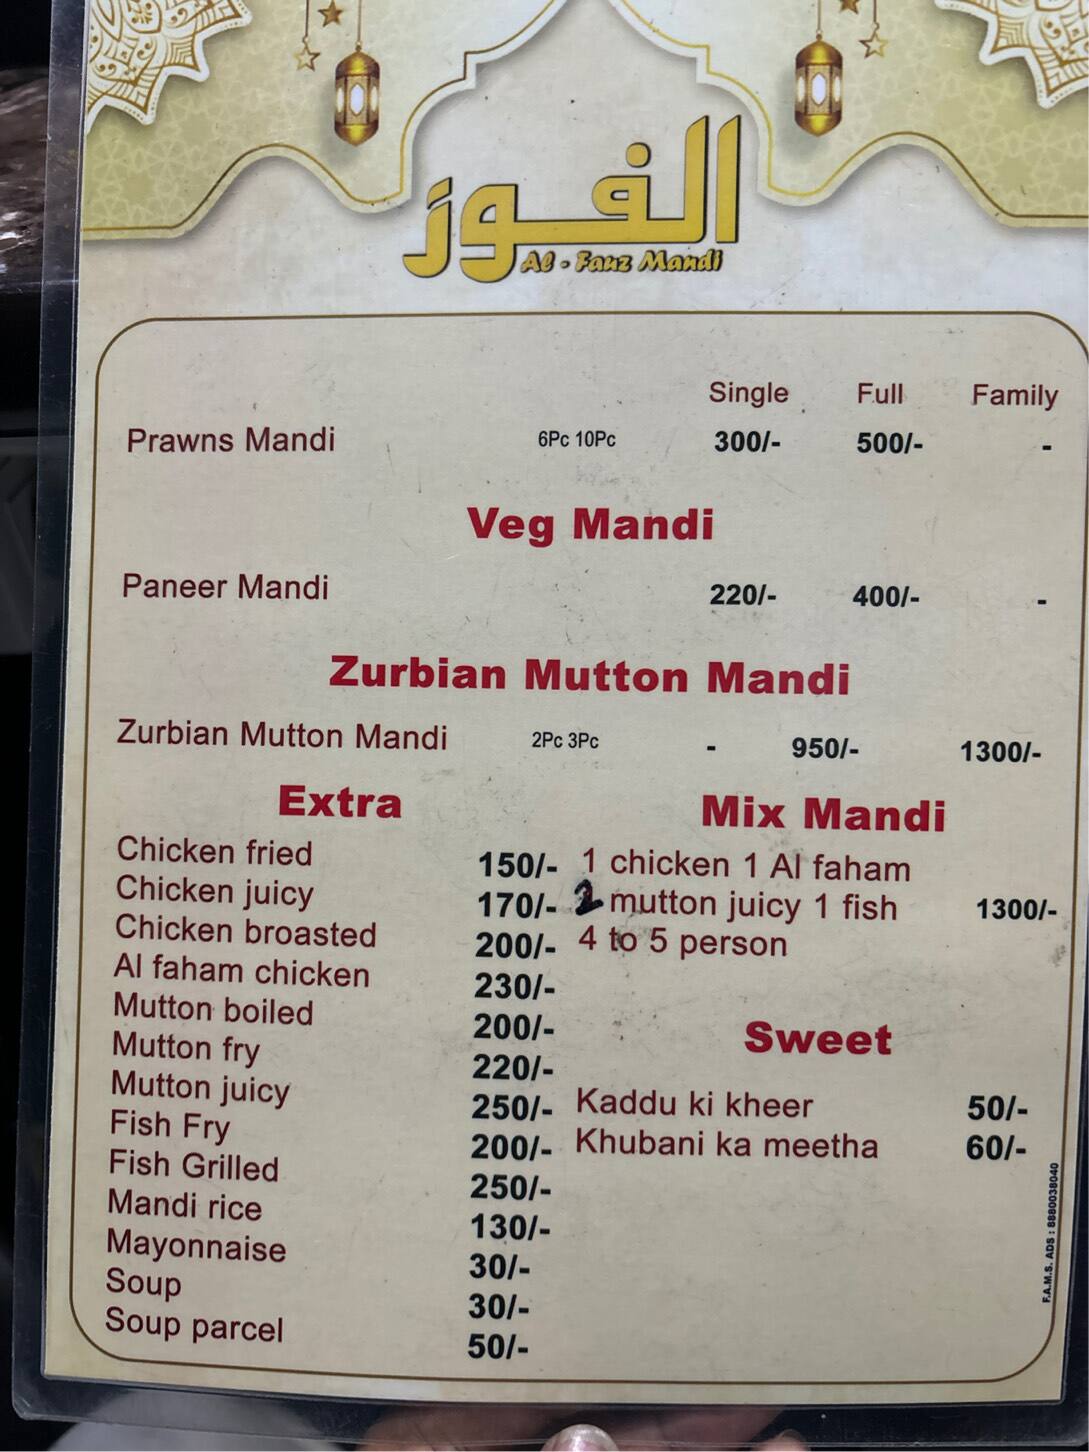 الفوز
Al - Fauz Mandi
Single Full Family
Prawns Mandi 6Pc 10Pc 300/- 500/- -
Veg Mandi
Paneer Mandi 220/- 400/- -
Zurbian Mutton Mandi
Zurbian Mutton Mandi 2Pc 3Pc - 950/- 1300/-
Extra
Chicken fried 150/-
Chicken juicy 170/-
Chicken broasted 200/-
Al faham chicken 230/-
Mutton boiled 200/-
Mutton fry 220/-
Mutton juicy 250/-
Fish Fry 200/-
Fish Grilled 250/-
Mandi rice 130/-
Mayonnaise 30/-
Soup 30/-
Soup parcel 50/-
Mix Mandi
1 chicken 1 Al faham
2 mutton juicy 1 fish 1300/-
4 to 5 person
Sweet
Kaddu ki kheer 50/-
Khubani ka meetha 60/-
F.A.M.S. ADS : 8880038040